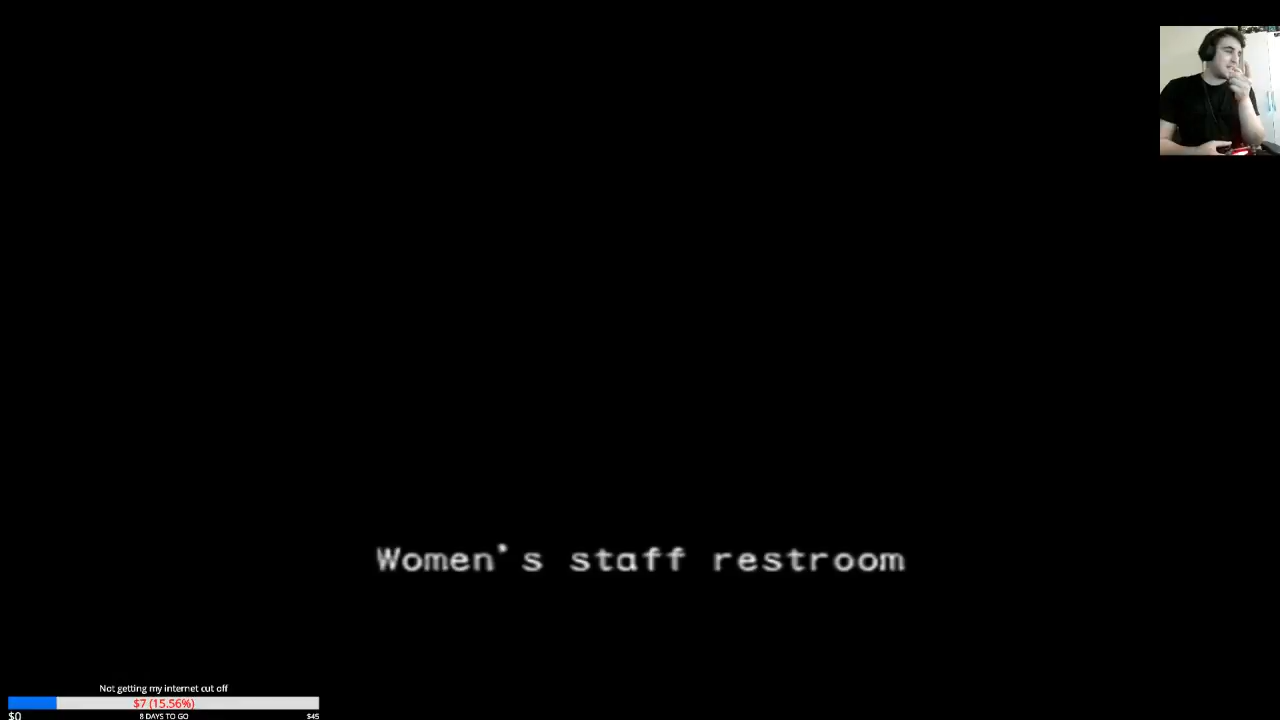 Women's staff restroom
Not getting my internet cut off
$7 (15.56%)
$0 8 DAYS TO GO $45